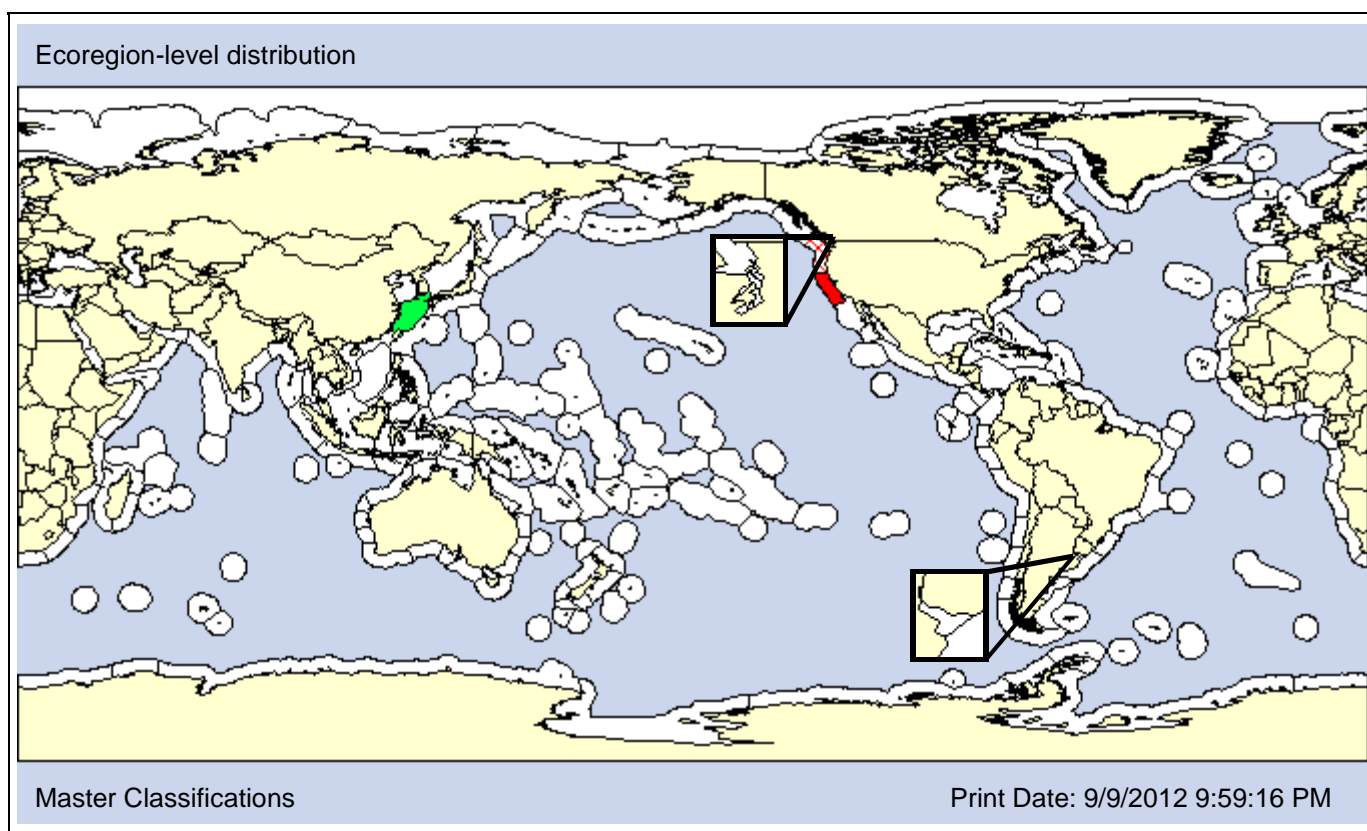 Ecoregion-level distribution
Master Classifications
Print Date: 9/9/2012 9:59:16 PM